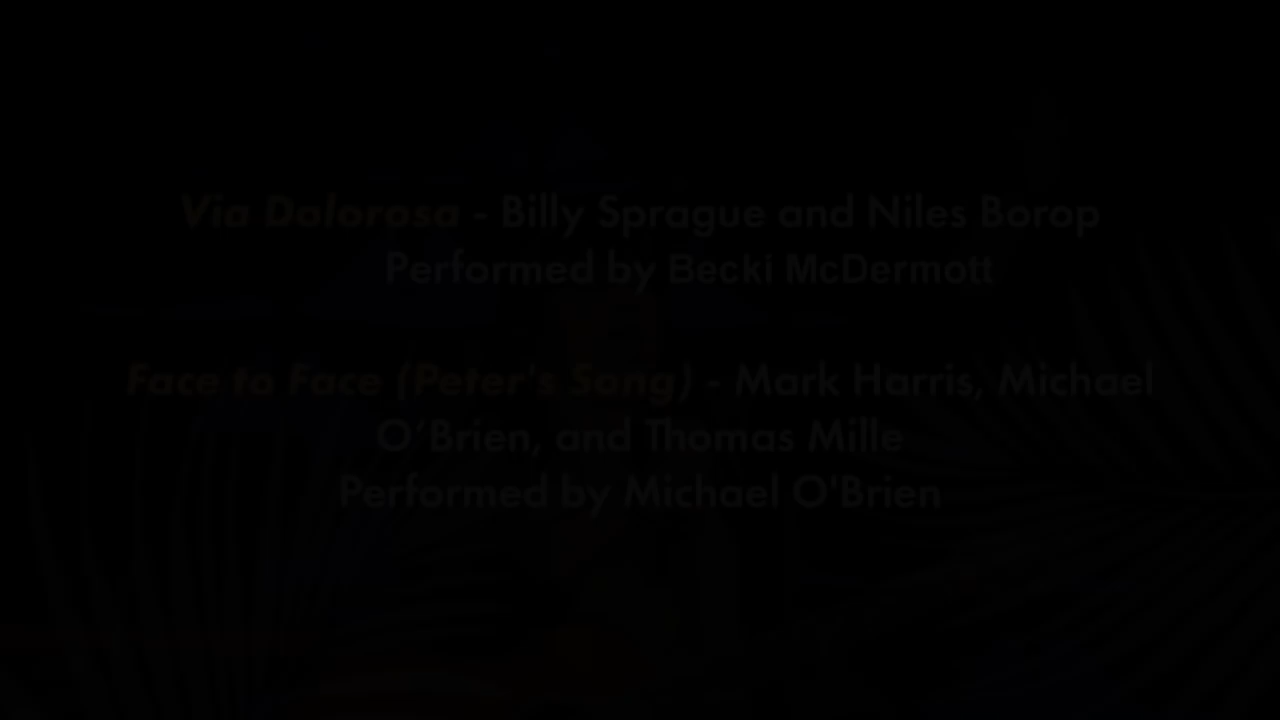 Via Dolorosa - Billy Sprague and Niles Borop
Performed by Becki McDermott
Face to Face (Peter's Song) - Mark Harris, Michael
O’Brien, and Thomas Mille
Performed by Michael O'Brien